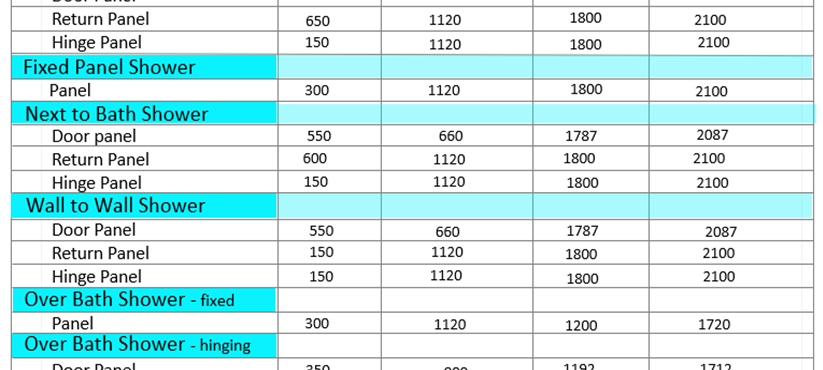 Door Panel
Return Panel 650 1120 1800 2100
Hinge Panel 150 1120 1800 2100
Fixed Panel Shower
Panel 300 1120 1800 2100
Next to Bath Shower
Door panel 550 660 1787 2087
Return Panel 600 1120 1800 2100
Hinge Panel 150 1120 1800 2100
Wall to Wall Shower
Door Panel 550 660 1787 2087
Return Panel 150 1120 1800 2100
Hinge Panel 150 1120 1800 2100
Over Bath Shower - fixed
Panel 300 1120 1200 1720
Over Bath Shower - hinging
Door Panel 350 1192 1712